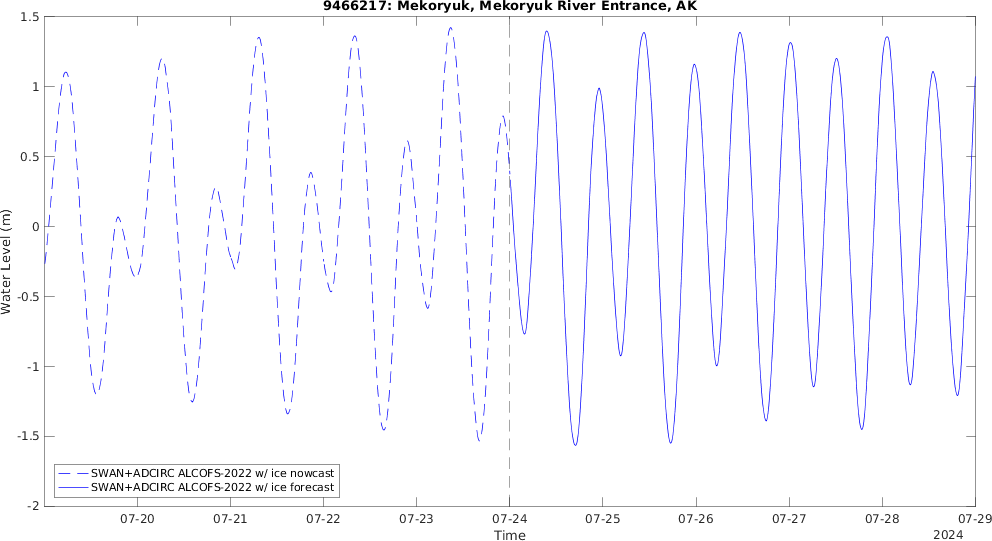 9466217: Mekoryuk, Mekoryuk River Entrance, AK
1.5
1
0.5
0
-0.5
-1
-1.5
-2
Water Level (m)
SWAN+ADCIRC ALCOFS-2022 w/ ice nowcast
SWAN+ADCIRC ALCOFS-2022 w/ ice forecast
07-20 07-21 07-22 07-23 07-24 07-25 07-26 07-27 07-28 07-29
Time
2024